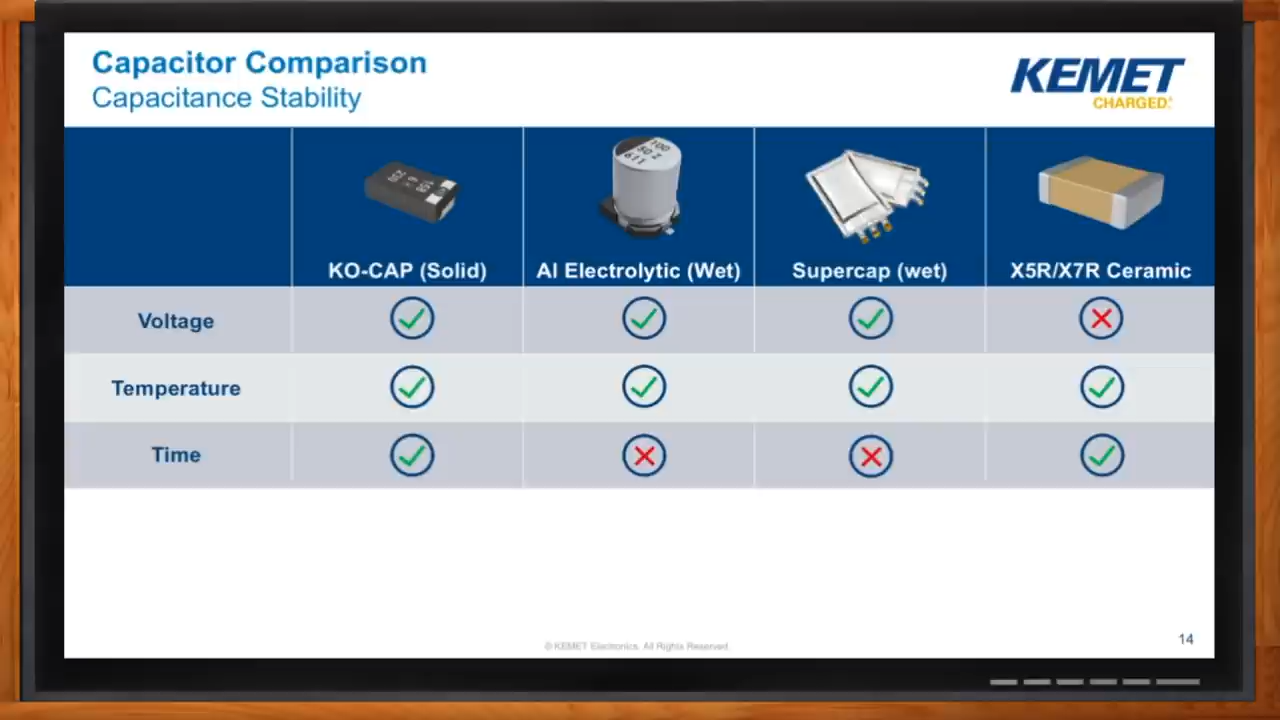 Capacitor Comparison
Capacitance Stability
KEMET
CHARGED.
KO-CAP (Solid)
Al Electrolytic (Wet)
Supercap (wet)
X5R/X7R Ceramic
Voltage
Temperature
Time
© KEMET Electronics. All Rights Reserved.
14